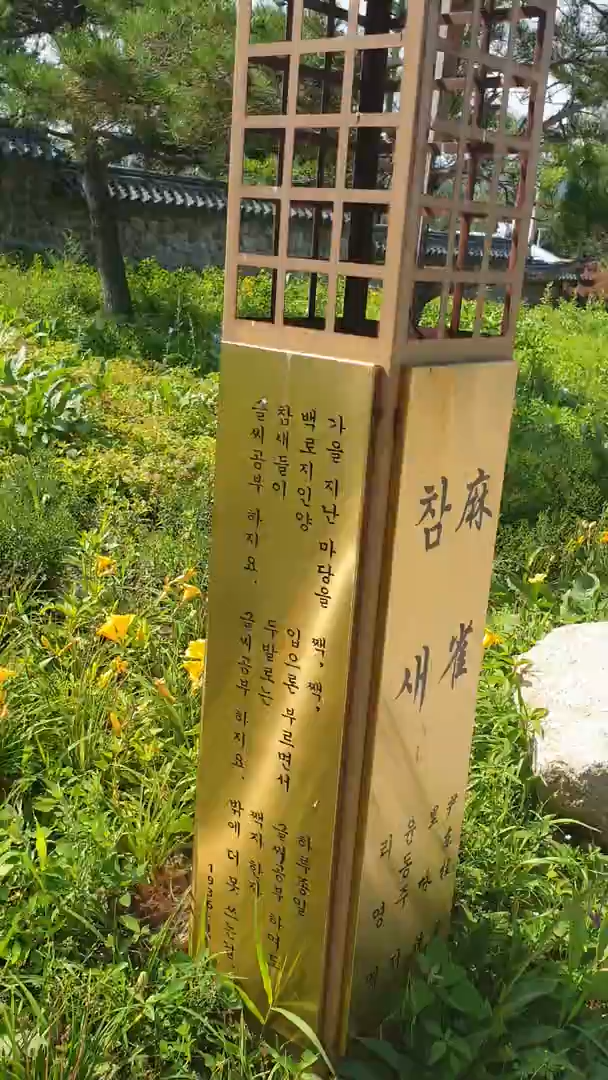 麻雀
참새
尹東柱
윤동주
가을 지난 마당을
백로지인양
참새들이
글씨공부 하지요.
짹, 짹,
입으론 부르면서
두발로는
글씨공부 하지요.
하루종일
글씨공부 하여도
짹자 한자
밖에 더 못 쓰는걸.